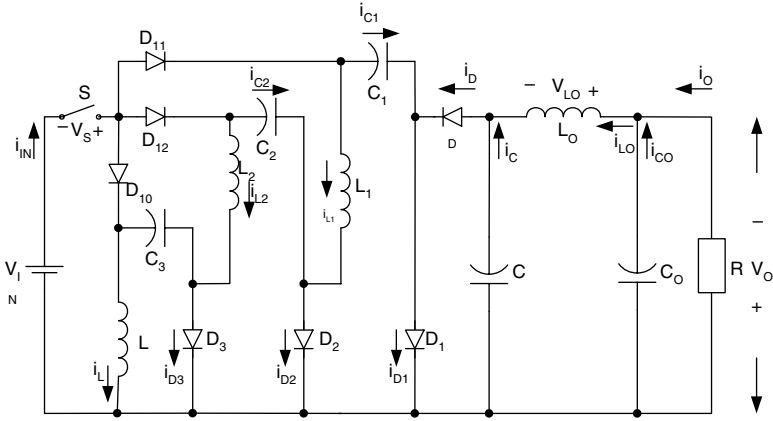 i_C1
D_11
C_1
i_D
− V_LO +
i_O
S
i_C2
− V_S +
D_12
C_2
D
L_O
i_LO
i_C
i_CO
i_IN
D_10
L_2
i_L2
i_L1
L_1
C_3
V_I
N
C
C_O
R
−
V_O
+
L
i_L
D_3
i_D3
D_2
i_D2
D_1
i_D1